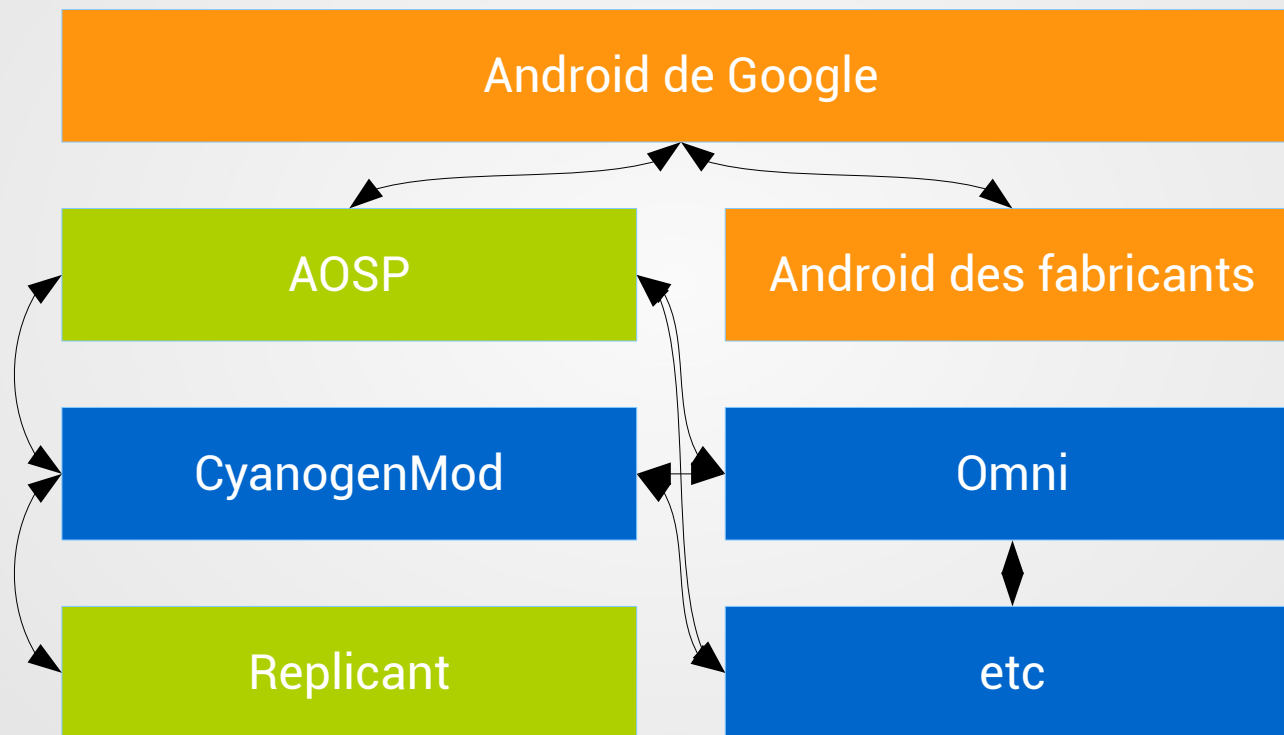 Android de Google
AOSP
Android des fabricants
CyanogenMod
Omni
Replicant
etc